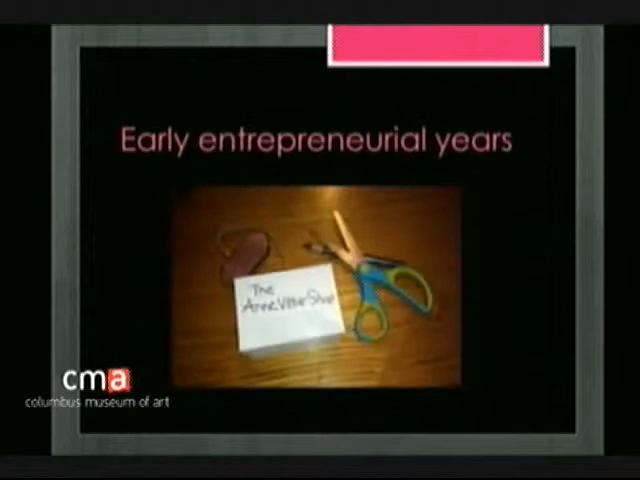 Early entrepreneurial years
The
cma
columbus museum of art